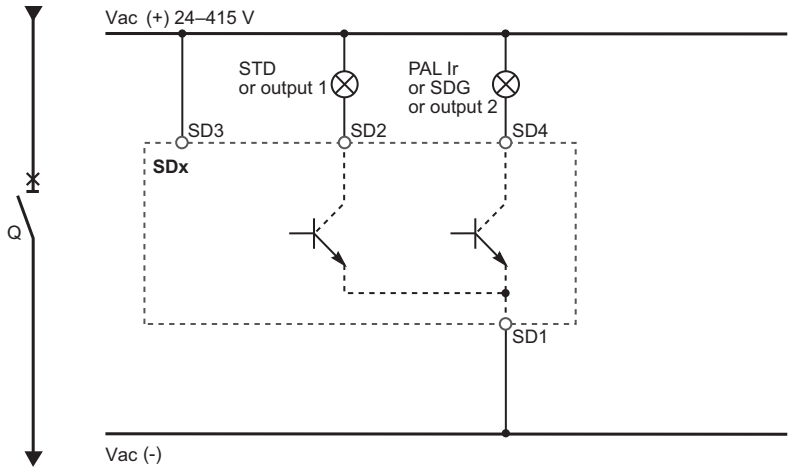 Vac (+) 24–415 V
STD
or output 1
PAL Ir
or SDG
or output 2
SD3
SD2
SD4
SDx
Q
SD1
Vac (-)